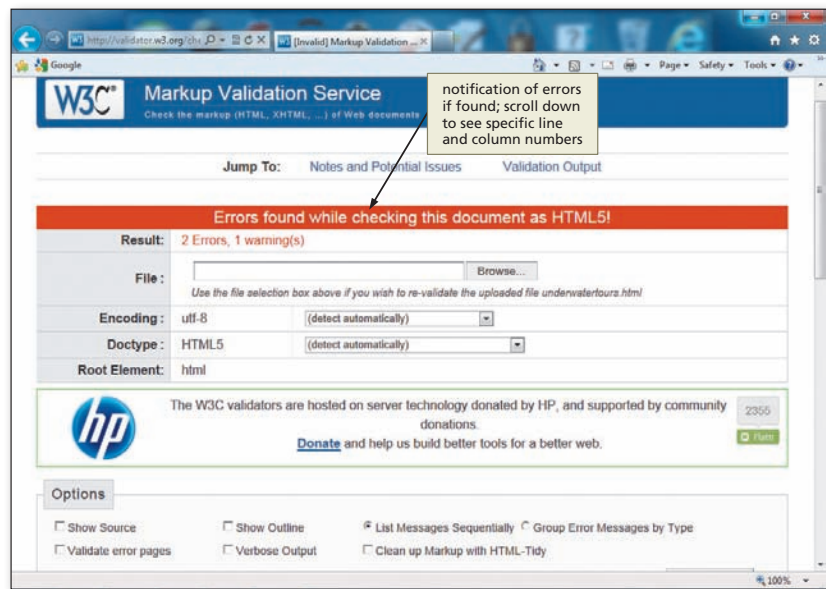 http://validator.w3.org/che
[Invalid] Markup Validation ...
Google
Page
Safety
Tools
W3C®
Markup Validation Service
Check the markup (HTML, XHTML, ...) of Web documents
notification of errors
if found; scroll down
to see specific line
and column numbers
Jump To:
Notes and Potential Issues
Validation Output
Errors found while checking this document as HTML5!
Result:
2 Errors, 1 warning(s)
File :
Browse...
Use the file selection box above if you wish to re-validate the uploaded file underwatertours.html
Encoding :
utf-8
(detect automatically)
Doctype :
HTML5
(detect automatically)
Root Element:
html
hp
The W3C validators are hosted on server technology donated by HP, and supported by community
donations.
Donate and help us build better tools for a better web.
2355
Options
Show Source
Show Outline
List Messages Sequentially
Group Error Messages by Type
Validate error pages
Verbose Output
Clean up Markup with HTML-Tidy
100%